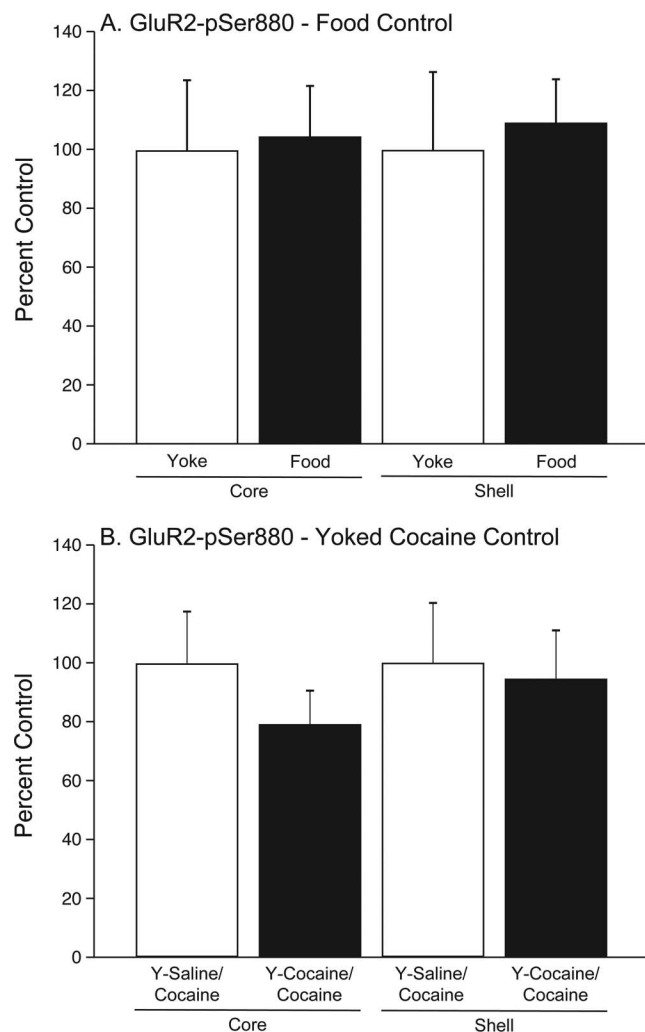 A. GluR2-pSer880 - Food Control
140
120
100
80
60
40
20
0
Percent Control
Yoke Food Yoke Food
Core Shell
B. GluR2-pSer880 - Yoked Cocaine Control
140
120
100
80
60
40
20
0
Percent Control
Y-Saline/ Y-Cocaine/ Y-Saline/ Y-Cocaine/
Cocaine Cocaine Cocaine Cocaine
Core Shell